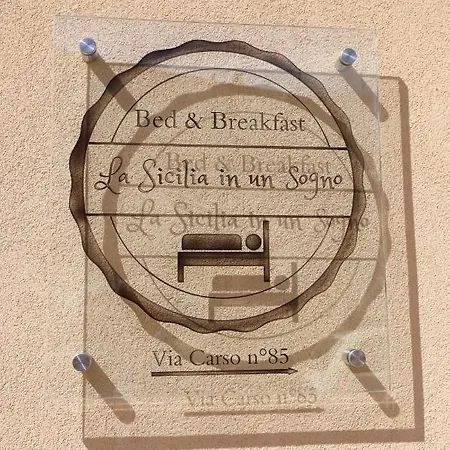 Bed & Breakfast
La Sicilia in un Sogno
Via Carso n°85